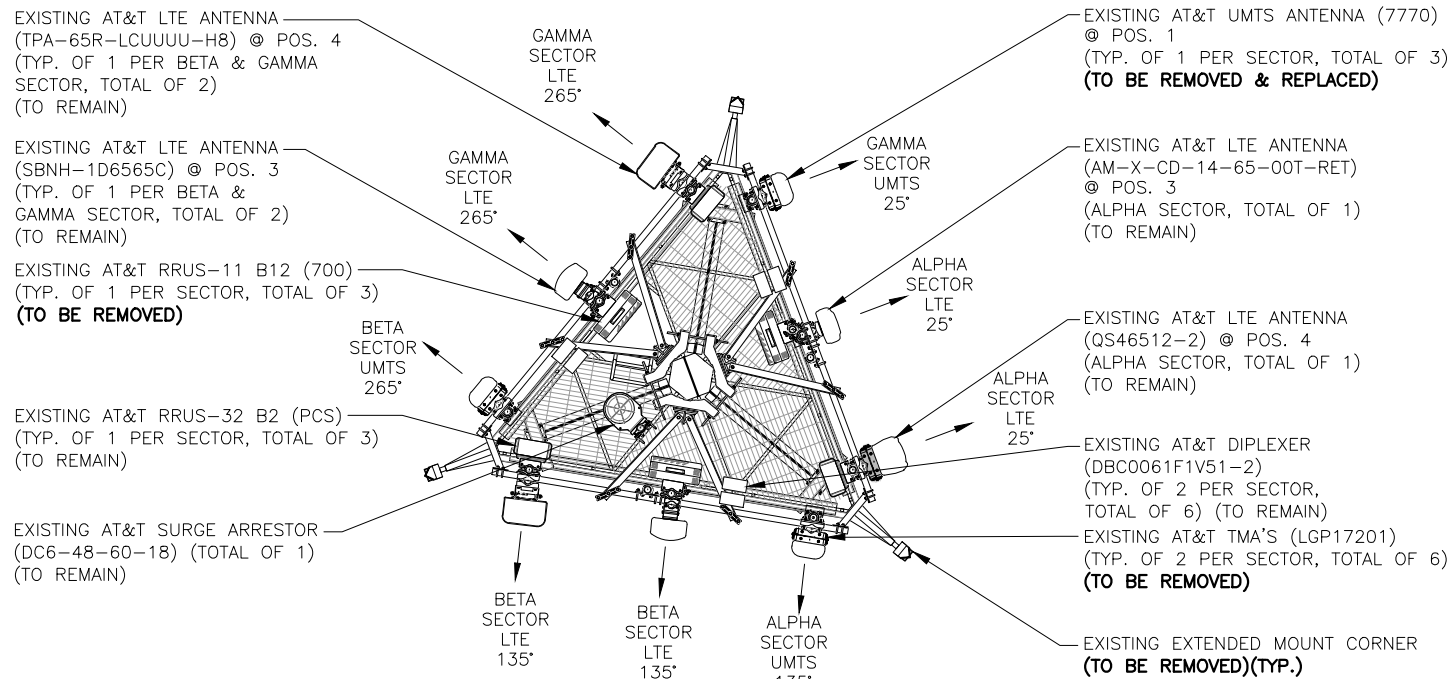 EXISTING AT&T LTE ANTENNA
(TPA-65R-LCUUUU-H8) @ POS. 4
(TYP. OF 1 PER BETA & GAMMA
SECTOR, TOTAL OF 2)
(TO REMAIN)
EXISTING AT&T LTE ANTENNA
(SBNH-1D6565C) @ POS. 3
(TYP. OF 1 PER BETA &
GAMMA SECTOR, TOTAL OF 2)
(TO REMAIN)
EXISTING AT&T RRUS-11 B12 (700)
(TYP. OF 1 PER SECTOR, TOTAL OF 3)
(TO BE REMOVED)
EXISTING AT&T RRUS-32 B2 (PCS)
(TYP. OF 1 PER SECTOR, TOTAL OF 3)
(TO REMAIN)
EXISTING AT&T SURGE ARRESTOR
(DC6-48-60-18) (TOTAL OF 1)
(TO REMAIN)
GAMMA
SECTOR
LTE
265°
GAMMA
SECTOR
LTE
265°
BETA
SECTOR
UMTS
265°
BETA
SECTOR
LTE
135°
BETA
SECTOR
LTE
135°
ALPHA
SECTOR
UMTS
135°
GAMMA
SECTOR
UMTS
25°
ALPHA
SECTOR
LTE
25°
ALPHA
SECTOR
LTE
25°
EXISTING AT&T UMTS ANTENNA (7770)
@ POS. 1
(TYP. OF 1 PER SECTOR, TOTAL OF 3)
(TO BE REMOVED & REPLACED)
EXISTING AT&T LTE ANTENNA
(AM-X-CD-14-65-00T-RET)
@ POS. 3
(ALPHA SECTOR, TOTAL OF 1)
(TO REMAIN)
EXISTING AT&T LTE ANTENNA
(QS46512-2) @ POS. 4
(ALPHA SECTOR, TOTAL OF 1)
(TO REMAIN)
EXISTING AT&T DIPLEXER
(DBC0061F1V51-2)
(TYP. OF 2 PER SECTOR,
TOTAL OF 6) (TO REMAIN)
EXISTING AT&T TMA'S (LGP17201)
(TYP. OF 2 PER SECTOR, TOTAL OF 6)
(TO BE REMOVED)
EXISTING EXTENDED MOUNT CORNER
(TO BE REMOVED)(TYP.)